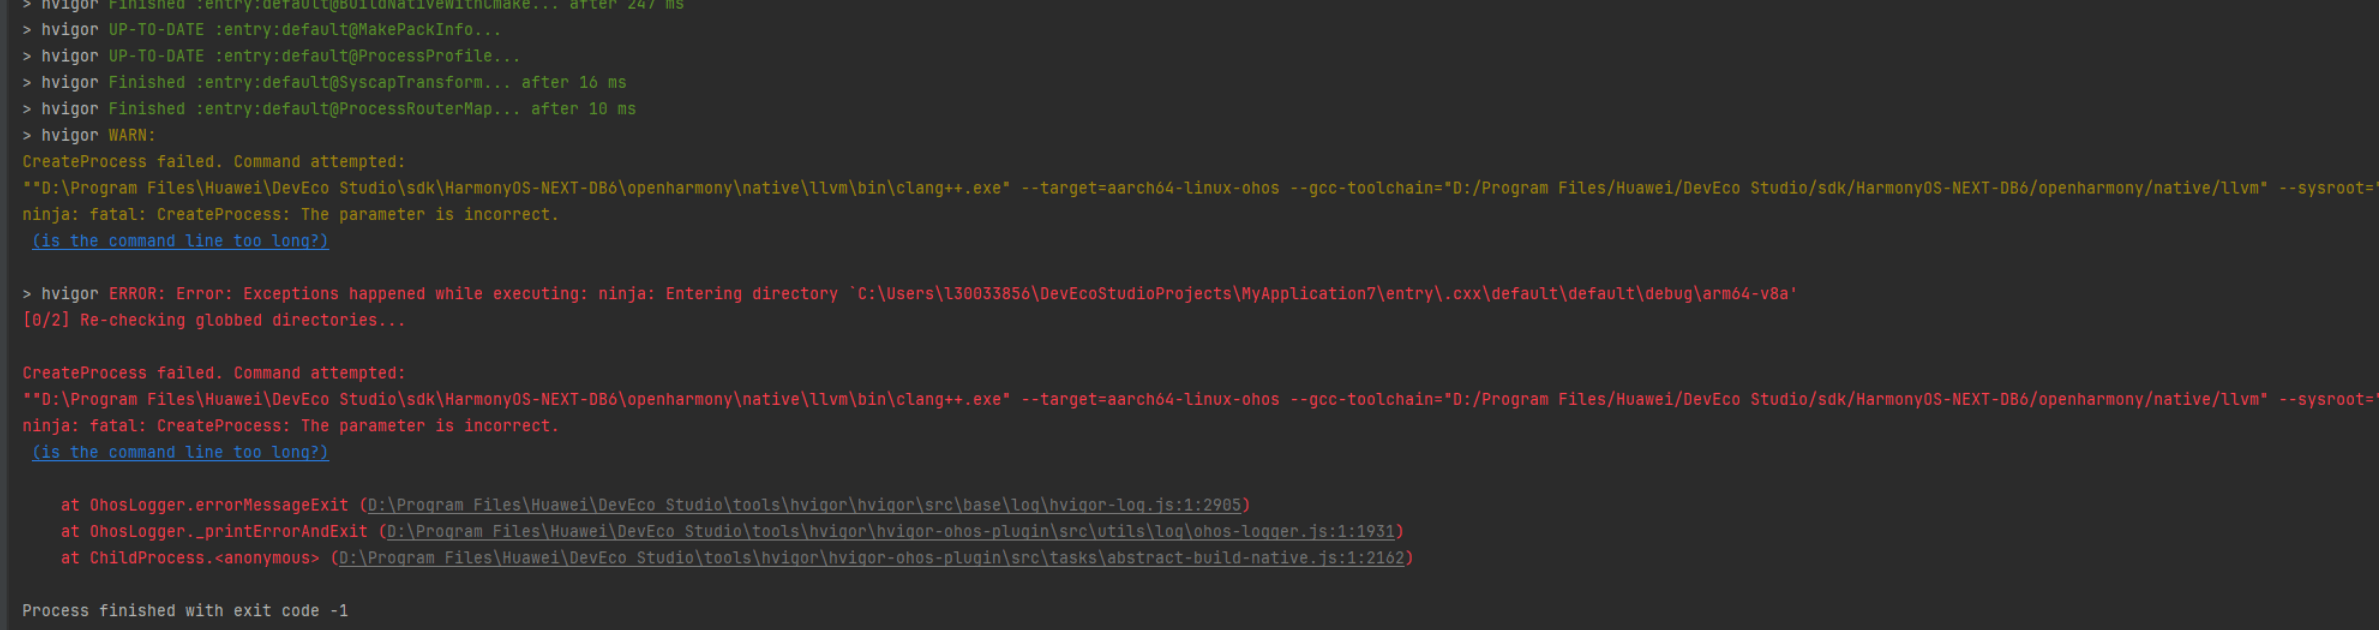 > hvigor Finished :entry:default@BuildNativeWithCmake... after 247 ms
> hvigor UP-TO-DATE :entry:default@MakePackInfo...
> hvigor UP-TO-DATE :entry:default@ProcessProfile...
> hvigor Finished :entry:default@SyscapTransform... after 16 ms
> hvigor Finished :entry:default@ProcessRouterMap... after 10 ms
> hvigor WARN:
CreateProcess failed. Command attempted:
""D:\Program Files\Huawei\DevEco Studio\sdk\HarmonyOS-NEXT-DB6\openharmony\native\llvm\bin\clang++.exe" --target=aarch64-linux-ohos --gcc-toolchain="D:/Program Files/Huawei/DevEco Studio/sdk/HarmonyOS-NEXT-DB6/openharmony/native/llvm" --sysroot="
ninja: fatal: CreateProcess: The parameter is incorrect.
(is the command line too long?)
> hvigor ERROR: Error: Exceptions happened while executing: ninja: Entering directory `C:\Users\l30033856\DevEcoStudioProjects\MyApplication7\entry\.cxx\default\default\debug\arm64-v8a'
[0/2] Re-checking globbed directories...
CreateProcess failed. Command attempted:
""D:\Program Files\Huawei\DevEco Studio\sdk\HarmonyOS-NEXT-DB6\openharmony\native\llvm\bin\clang++.exe" --target=aarch64-linux-ohos --gcc-toolchain="D:/Program Files/Huawei/DevEco Studio/sdk/HarmonyOS-NEXT-DB6/openharmony/native/llvm" --sysroot="
ninja: fatal: CreateProcess: The parameter is incorrect.
(is the command line too long?)
at OhosLogger.errorMessageExit (D:\Program Files\Huawei\DevEco Studio\tools\hvigor\hvigor\src\base\log\hvigor-log.js:1:2905)
at OhosLogger._printErrorAndExit (D:\Program Files\Huawei\DevEco Studio\tools\hvigor\hvigor-ohos-plugin\src\utils\log\ohos-logger.js:1:1931)
at ChildProcess.<anonymous> (D:\Program Files\Huawei\DevEco Studio\tools\hvigor\hvigor-ohos-plugin\src\tasks\abstract-build-native.js:1:2162)
Process finished with exit code -1